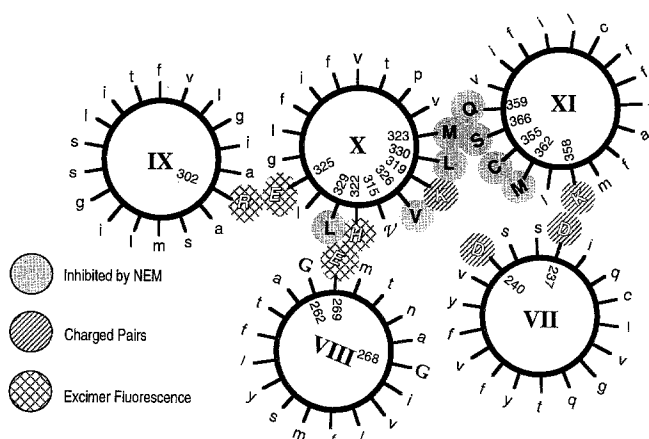 IX
302
f
v
l
g
i
a
R
a
s
m
l
i
g
s
s
l
i
t
X
323
330
319
315
322
329
325
v
t
p
v
M
L
K
V
V
H
L
l
E
g
l
f
i
f
XI
359
366
355
362
358
Q
S
C
M
l
K
m
f
a
f
f
c
l
i
i
v
VIII
262
269
268
G
E
m
t
n
a
G
i
v
l
f
m
s
y
l
f
t
a
VII
240
237
D
s
s
D
i
q
c
l
v
g
q
t
y
f
v
f
y
v
Inhibited by NEM
Charged Pairs
Excimer Fluorescence